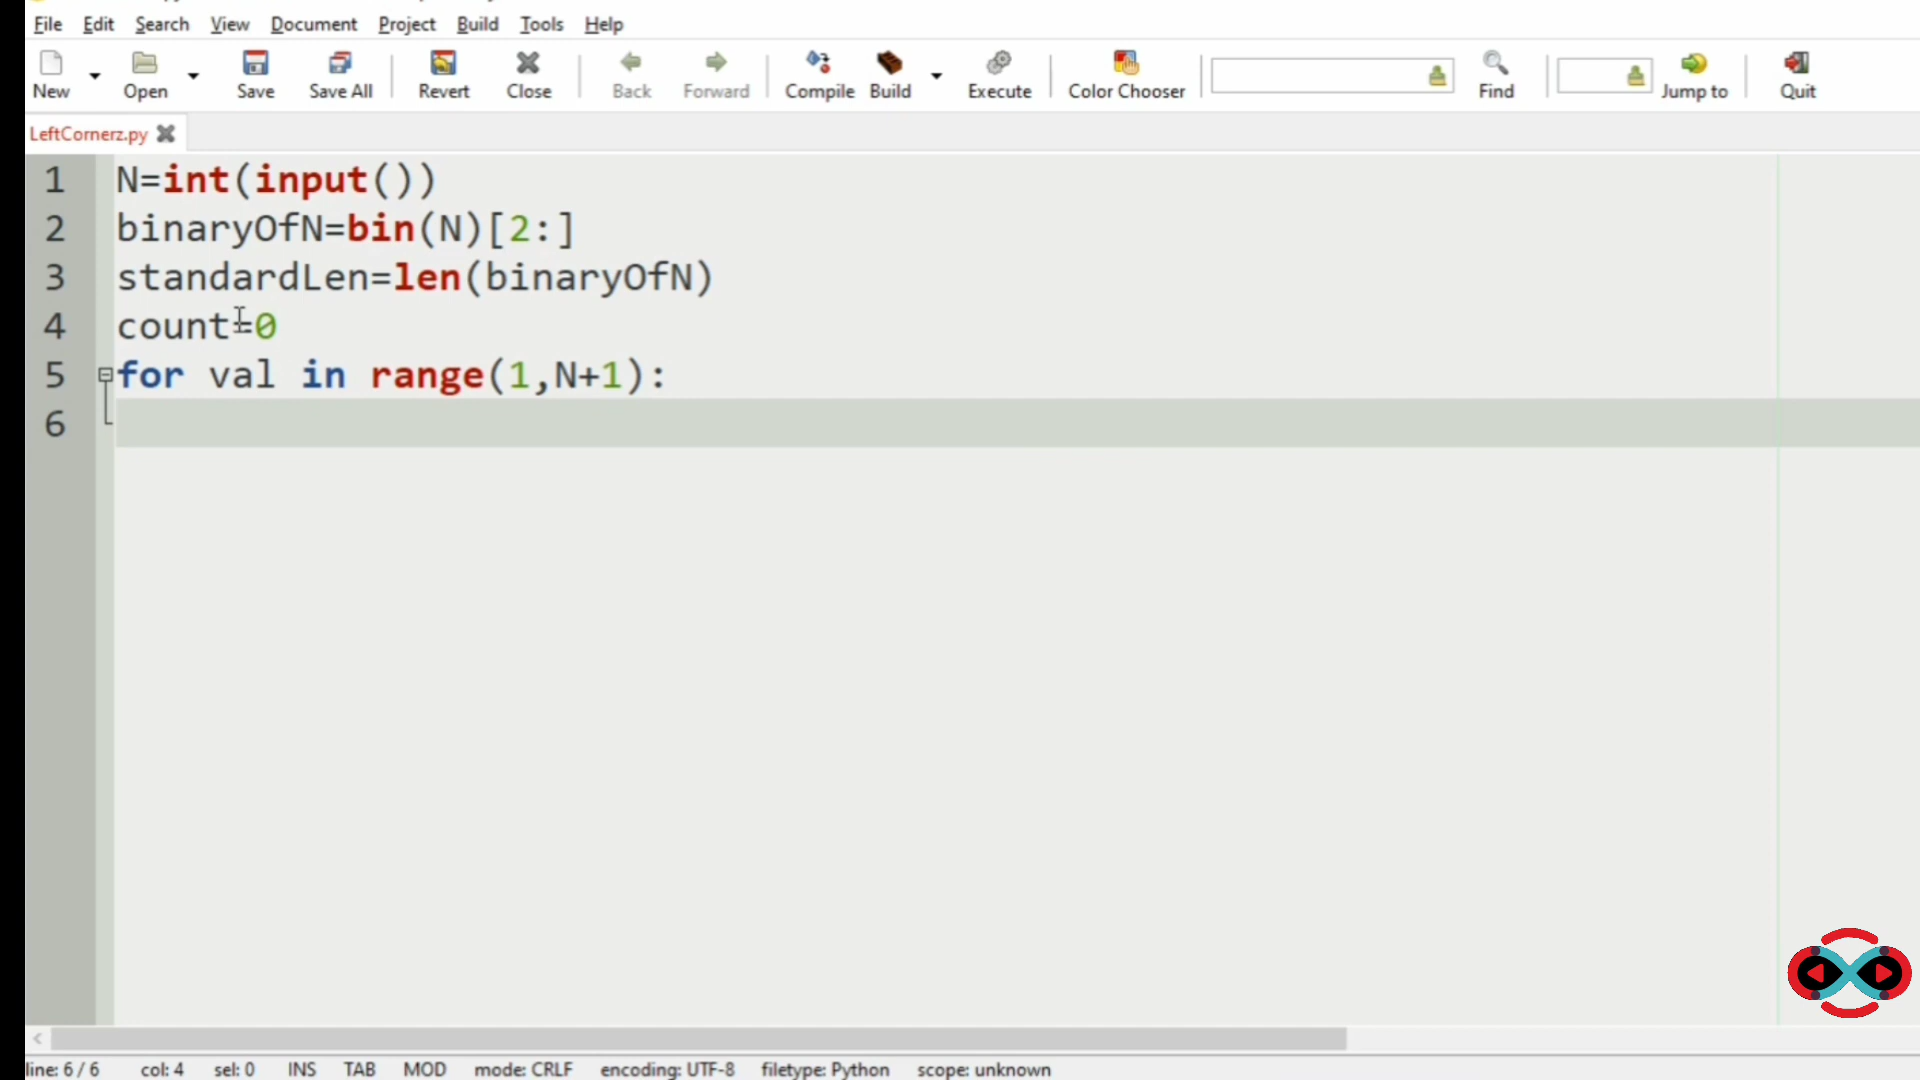 File Edit Search View Document Project Build Tools Help
New Open Save Save All Revert Close Back Forward Compile Build Execute Color Chooser Find Jump to Quit
LeftCornerz.py
1 N=int(input())
2 binaryOfN=bin(N)[2:]
3 standardLen=len(binaryOfN)
4 count=0
5 for val in range(1,N+1):
6
line: 6 / 6 col: 4 sel: 0 INS TAB MOD mode: CRLF encoding: UTF-8 filetype: Python scope: unknown